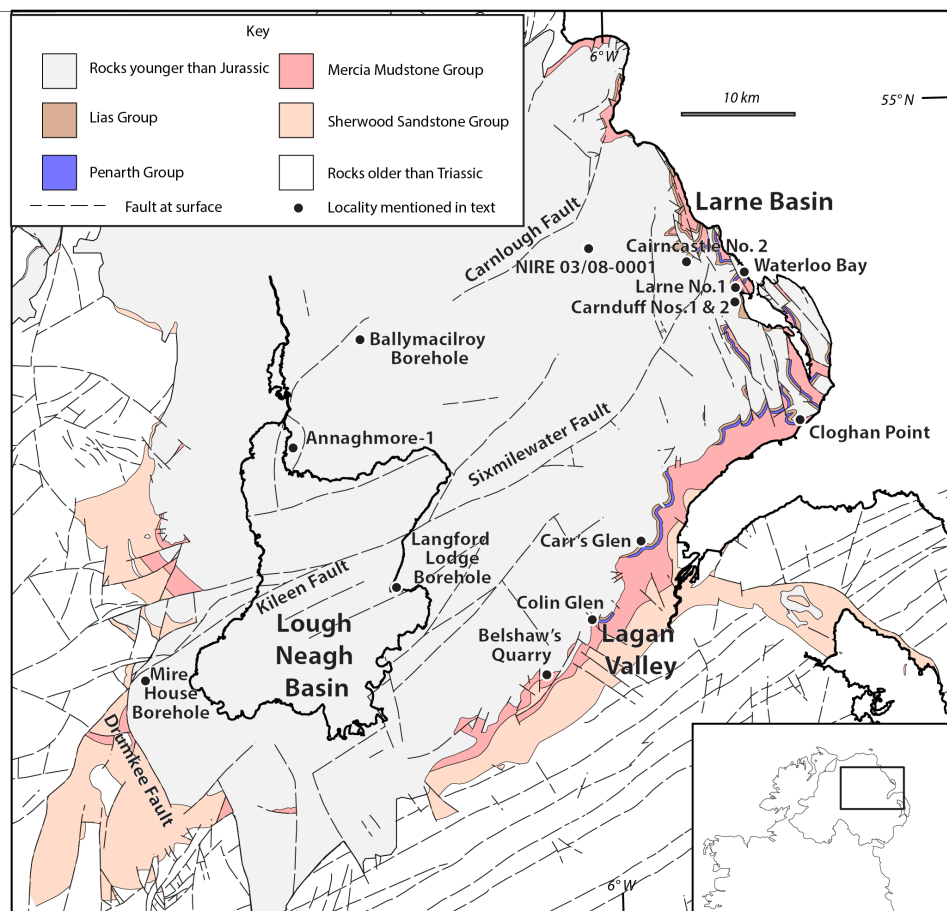 Key
Rocks younger than Jurassic
Mercia Mudstone Group
Lias Group
Sherwood Sandstone Group
Penarth Group
Rocks older than Triassic
Fault at surface
Locality mentioned in text
6° W
10 km
55° N
Larne Basin
Carnlough Fault
Cairncastle No. 2
NIRE 03/08-0001
Waterloo Bay
Larne No.1
Carnduff Nos.1 & 2
Ballymacilroy
Borehole
Annaghmore-1
Sixmilewater Fault
Cloghan Point
Langford
Lodge
Borehole
Carr's Glen
Kileen Fault
Colin Glen
Lough
Neagh
Basin
Belshaw's
Quarry
Lagan
Valley
Mire
House
Borehole
Drumkee Fault
6° W